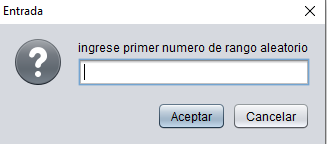 Entrada
ingrese primer numero de rango aleatorio
Aceptar
Cancelar